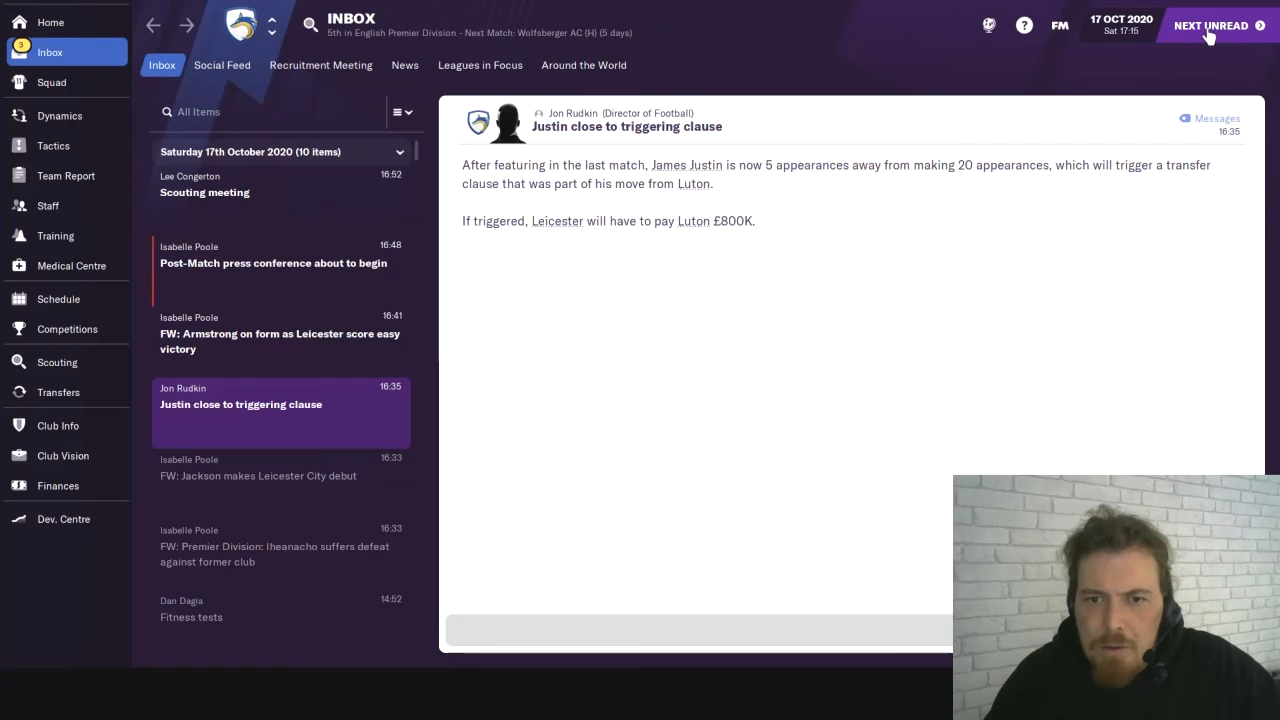 Home
3
Inbox
Squad
Dynamics
Tactics
Team Report
Staff
Training
Medical Centre
Schedule
Competitions
Scouting
Transfers
Club Info
Club Vision
Finances
Dev. Centre
INBOX
5th in English Premier Division - Next Match: Wolfsberger AC (H) (5 days)
?
FM
17 OCT 2020
Sat 17:15
NEXT UNREAD
Inbox
Social Feed
Recruitment Meeting
News
Leagues in Focus
Around the World
All Items
Saturday 17th October 2020 (10 items)
Lee Congerton
16:52
Scouting meeting
Isabelle Poole
16:48
Post-Match press conference about to begin
Isabelle Poole
16:41
FW: Armstrong on form as Leicester score easy
victory
Jon Rudkin
16:35
Justin close to triggering clause
Isabelle Poole
16:33
FW: Jackson makes Leicester City debut
Isabelle Poole
16:33
FW: Premier Division: Iheanacho suffers defeat
against former club
Dan Dagia
14:52
Fitness tests
Jon Rudkin (Director of Football)
Justin close to triggering clause
Messages
16:35
After featuring in the last match, James Justin is now 5 appearances away from making 20 appearances, which will trigger a transfer
clause that was part of his move from Luton.
If triggered, Leicester will have to pay Luton £800K.